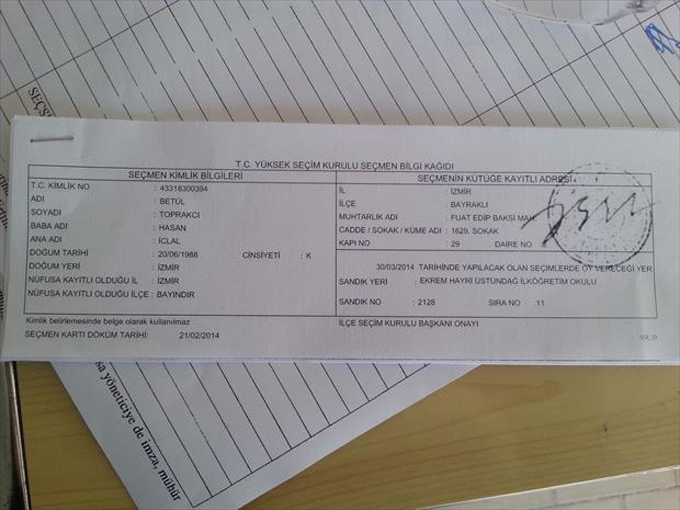 T.C. YÜKSEK SEÇİM KURULU SEÇMEN BİLGİ KAĞIDI
SEÇMEN KİMLİK BİLGİLERİ
T.C. KİMLİK NO : 43318300394
ADI : BETÜL
SOYADI : TOPRAKCI
BABA ADI : HASAN
ANA ADI : İCLAL
DOĞUM TARİHİ : 20/06/1988 CİNSİYETİ : K
DOĞUM YERİ : İZMİR
NÜFUSA KAYITLI OLDUĞU İL : İZMİR
NÜFUSA KAYITLI OLDUĞU İLÇE : BAYINDIR
SEÇMENİN KÜTÜĞE KAYITLI ADRESİ
İL : İZMİR
İLÇE : BAYRAKLI
MUHTARLIK ADI : FUAT EDİP BAKSİ MAH.
CADDE / SOKAK / KÜME ADI : 1629. SOKAK
KAPI NO : 29 DAİRE NO :
30/03/2014 TARİHİNDE YAPILACAK OLAN SEÇİMLERDE OY VERECEĞİ YER
SANDIK YERİ : EKREM HAYRİ ÜSTÜNDAĞ İLKÖĞRETİM OKULU
SANDIK NO : 2128 SIRA NO : 11
Kimlik belirlemesinde belge olarak kullanılmaz
SEÇMEN KARTI DÖKÜM TARİHİ: 21/02/2014
İLÇE SEÇİM KURULU BAŞKANI ONAYI
yöneticiye de imza, mühür